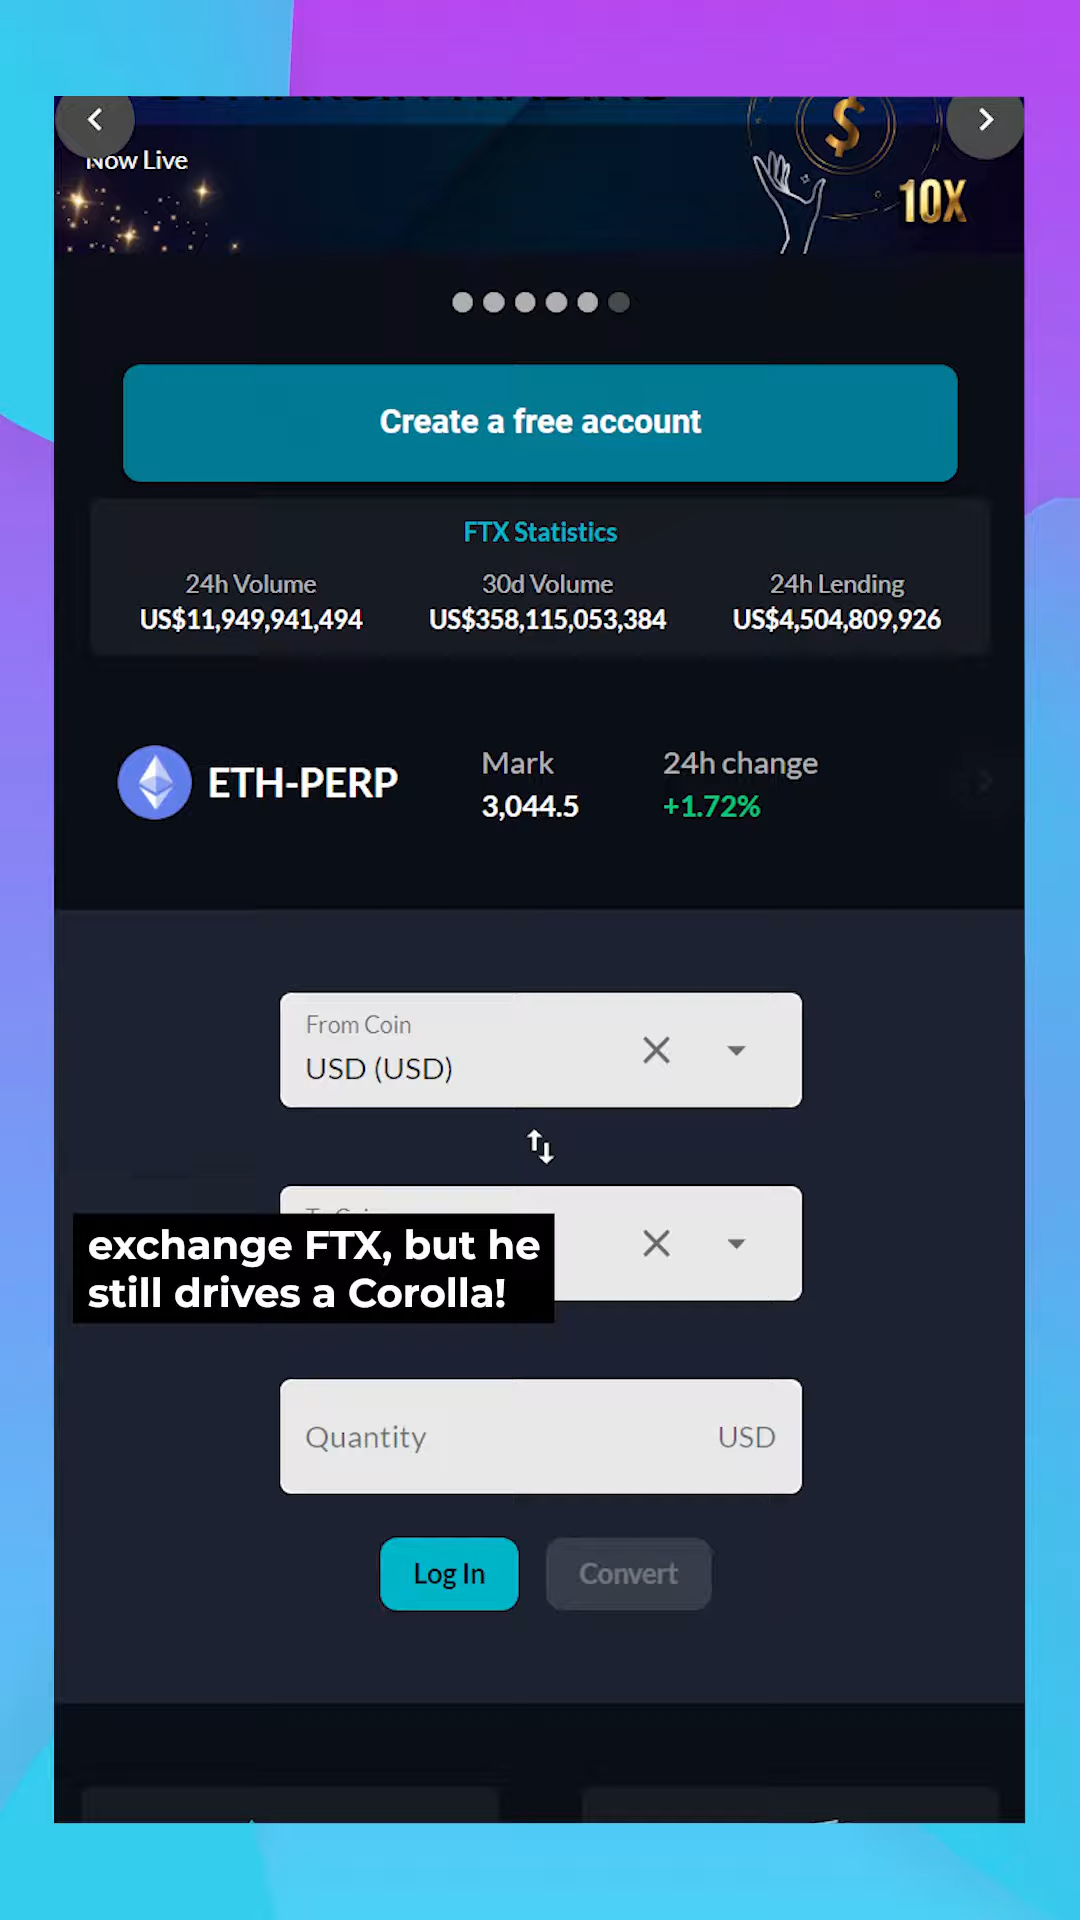 Now Live
10X
Create a free account
FTX Statistics
24h Volume 30d Volume 24h Lending
US$11,949,941,494 US$358,115,053,384 US$4,504,809,926
ETH-PERP
Mark 24h change
3,044.5 +1.72%
From Coin
USD (USD)
exchange FTX, but he
still drives a Corolla!
Quantity USD
Log In Convert